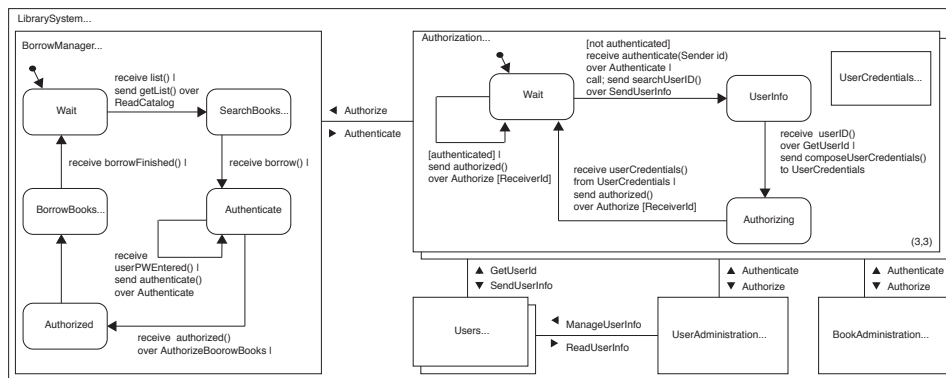 LibrarySystem...
BorrowManager...
Wait
receive list() |
send getList() over
ReadCatalog
SearchBooks...
receive borrowFinished() |
receive borrow() |
BorrowBooks...
Authenticate
receive
userPWEntered() |
send authenticate()
over Authenticate
Authorized
receive authorized()
over AuthorizeBoorowBooks |
◄ Authorize
► Authenticate
Authorization...
Wait
[not authenticated]
receive authenticate(Sender id)
over Authenticate |
call; send searchUserID()
over SendUserInfo
UserInfo
UserCredentials...
[authenticated] |
send authorized()
over Authorize [ReceiverId]
receive userCredentials()
from UserCredentials |
send authorized()
over Authorize [ReceiverId]
receive userID()
over GetUserId |
send composeUserCredentials()
to UserCredentials
Authorizing
(3,3)
▲ GetUserId
▼ SendUserInfo
▲ Authenticate
▼ Authorize
▲ Authenticate
▼ Authorize
Users...
◄ ManageUserInfo
► ReadUserInfo
UserAdministration...
BookAdministration...